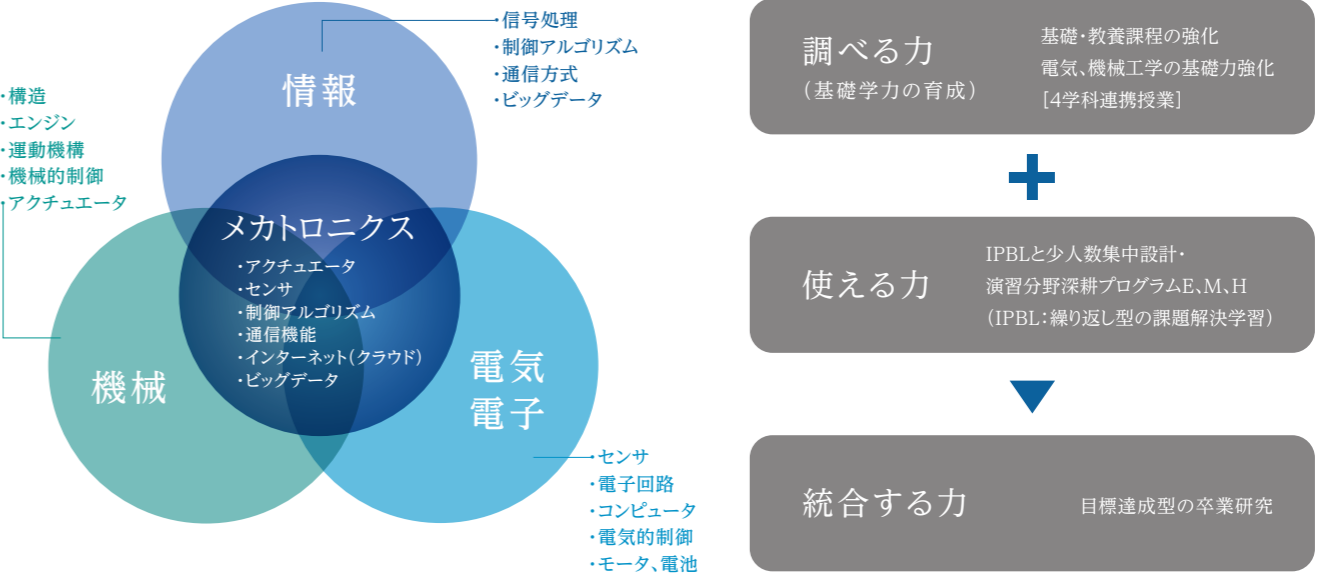 情報
・信号処理
・制御アルゴリズム
・通信方式
・ビッグデータ
・構造
・エンジン
・運動機構
・機械的制御
・アクチュエータ
メカトロニクス
・アクチュエータ
・センサ
・制御アルゴリズム
・通信機能
・インターネット(クラウド)
・ビッグデータ
機械
電気
電子
・センサ
・電子回路
・コンピュータ
・電気的制御
・モータ、電池
調べる力
(基礎学力の育成)
基礎・教養課程の強化
電気、機械工学の基礎力強化
[4学科連携授業]
使える力
IPBLと少人数集中設計・
演習分野深耕プログラムE、M、H
(IPBL:繰り返し型の課題解決学習)
統合する力
目標達成型の卒業研究